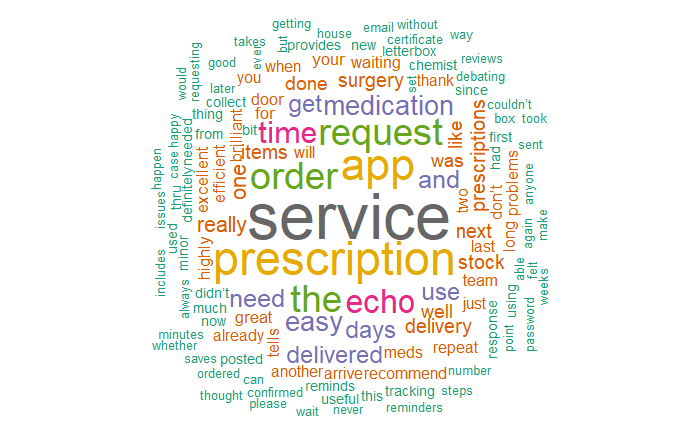 getting
house
email without
takes
but
provides new
certificate way
ever
letterbox
good
your waiting
chemist reviews
would
requesting
when
you
done surgery thank
set
debating
since
later
collect
door
get medication
couldn't
thing
for
box took
happy
needed
from
bit
time request
like
prescriptions
first
brilliant
items will
was
had
sent
happen
case
definitely
excellent
efficient
one
order app and
two
don't
problems
anyone
issues
thru
service
long
again
make
used
really
next
able
felt
includes
minor
highly
prescription
last stock
using
weeks
always
didn't
need the echo use
team
response
password
much
now
great
easy days
well
just
point
already
delivery
minutes
whether
tells
delivered
meds repeat
saves posted
another arrive recommend number
ordered can
reminds
thought confirmed
useful this tracking steps
please
wait never
reminders